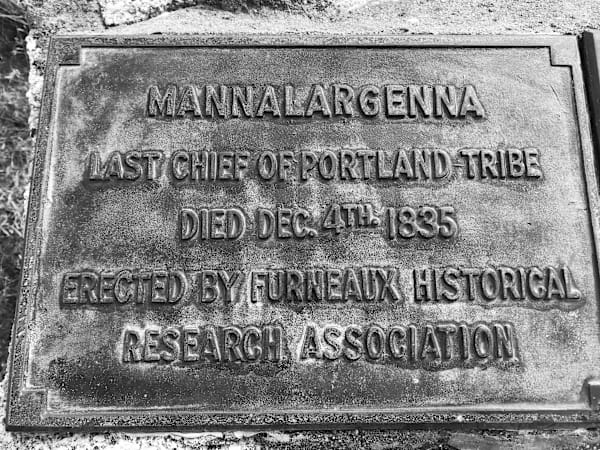 MANNALARGENNA
LAST CHIEF OF PORTLAND TRIBE
DIED DEC. 4TH. 1835
ERECTED BY FURNEAUX HISTORICAL
RESEARCH ASSOCIATION